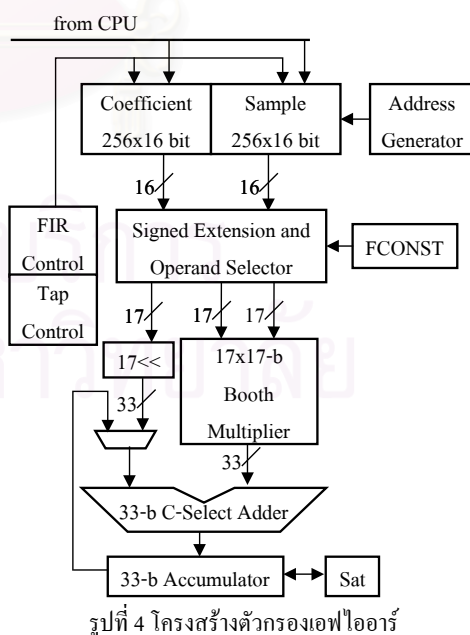 from CPU
Coefficient
256x16 bit
Sample
256x16 bit
Address
Generator
16
16
FIR
Control
Tap
Control
Signed Extension and
Operand Selector
FCONST
17
17
17
17<<
17x17-b
Booth
Multiplier
33
33
33-b C-Select Adder
33-b Accumulator
Sat
รูปที่ 4 โครงสร้างตัวกรองเอฟไออาร์